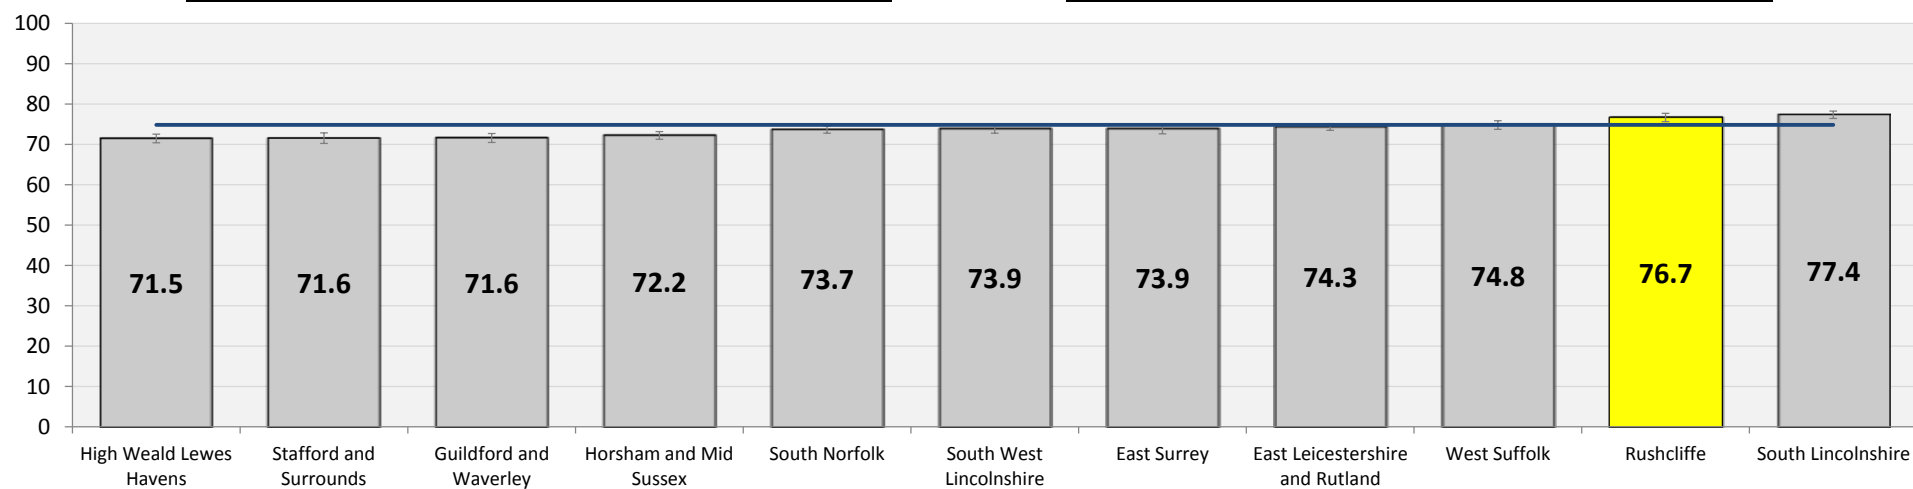 100
90
80
70
60
50
40
30
20
10
0
71.5
71.6
71.6
72.2
73.7
73.9
73.9
74.3
74.8
76.7
77.4
High Weald Lewes
Havens
Stafford and
Surrounds
Guildford and
Waverley
Horsham and Mid
Sussex
South Norfolk
South West
Lincolnshire
East Surrey
East Leicestershire
and Rutland
West Suffolk
Rushcliffe
South Lincolnshire